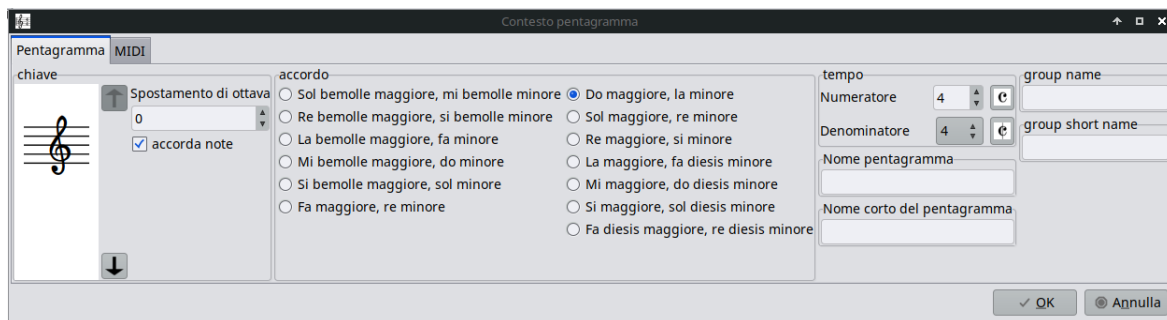 Contesto pentagramma
Pentagramma
MIDI
chiave
Spostamento di ottava
0
accorda note
accordo
Sol bemolle maggiore, mi bemolle minore
Re bemolle maggiore, si bemolle minore
La bemolle maggiore, fa minore
Mi bemolle maggiore, do minore
Si bemolle maggiore, sol minore
Fa maggiore, re minore
Do maggiore, la minore
Sol maggiore, re minore
Re maggiore, si minore
La maggiore, fa diesis minore
Mi maggiore, do diesis minore
Si maggiore, sol diesis minore
Fa diesis maggiore, re diesis minore
tempo
Numeratore 4
Denominatore 4
Nome pentagramma
Nome corto del pentagramma
group name
group short name
OK
Annulla